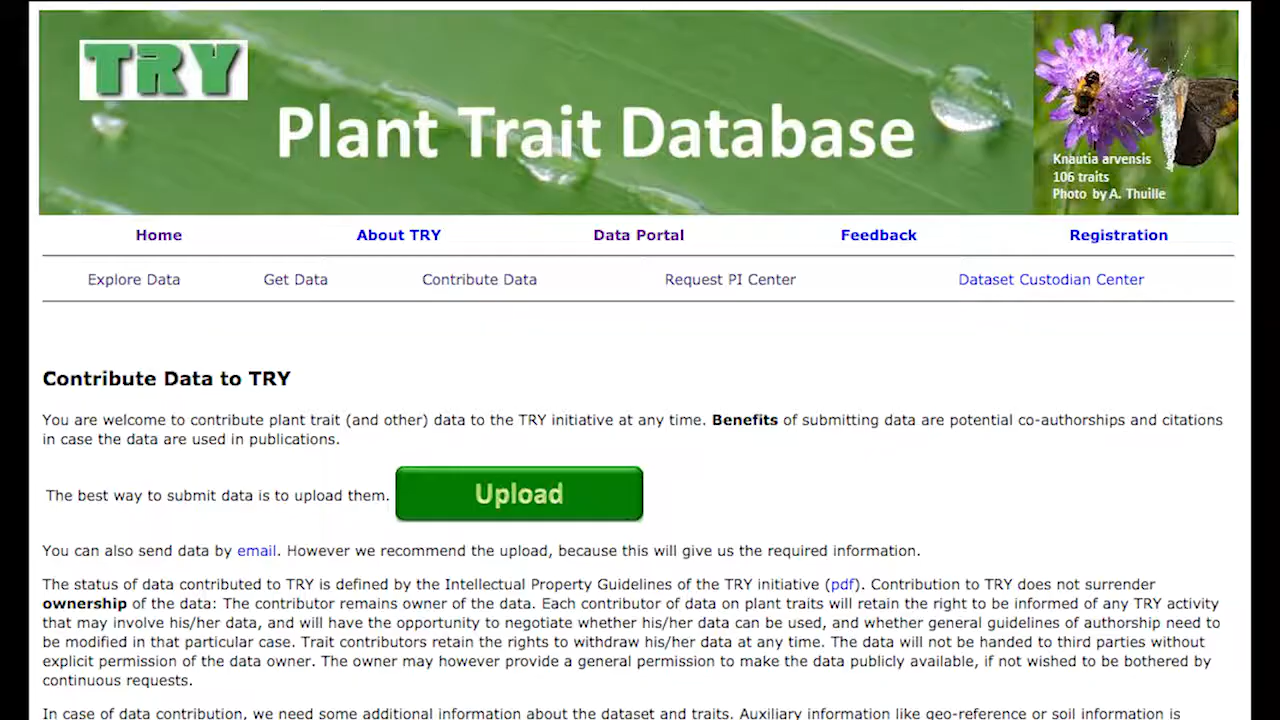 TRY
Plant Trait Database
Knautia arvensis
106 traits
Photo by A. Thuille
Home About TRY Data Portal Feedback Registration
Explore Data Get Data Contribute Data Request PI Center Dataset Custodian Center
Contribute Data to TRY
You are welcome to contribute plant trait (and other) data to the TRY initiative at any time. Benefits of submitting data are potential co-authorships and citations
in case the data are used in publications.
The best way to submit data is to upload them. Upload
You can also send data by email. However we recommend the upload, because this will give us the required information.
The status of data contributed to TRY is defined by the Intellectual Property Guidelines of the TRY initiative (pdf). Contribution to TRY does not surrender
ownership of the data: The contributor remains owner of the data. Each contributor of data on plant traits will retain the right to be informed of any TRY activity
that may involve his/her data, and will have the opportunity to negotiate whether his/her data can be used, and whether general guidelines of authorship need to
be modified in that particular case. Trait contributors retain the rights to withdraw his/her data at any time. The data will not be handed to third parties without
explicit permission of the data owner. The owner may however provide a general permission to make the data publicly available, if not wished to be bothered by
continuous requests.
In case of data contribution, we need some additional information about the dataset and traits. Auxiliary information like geo-reference or soil information is